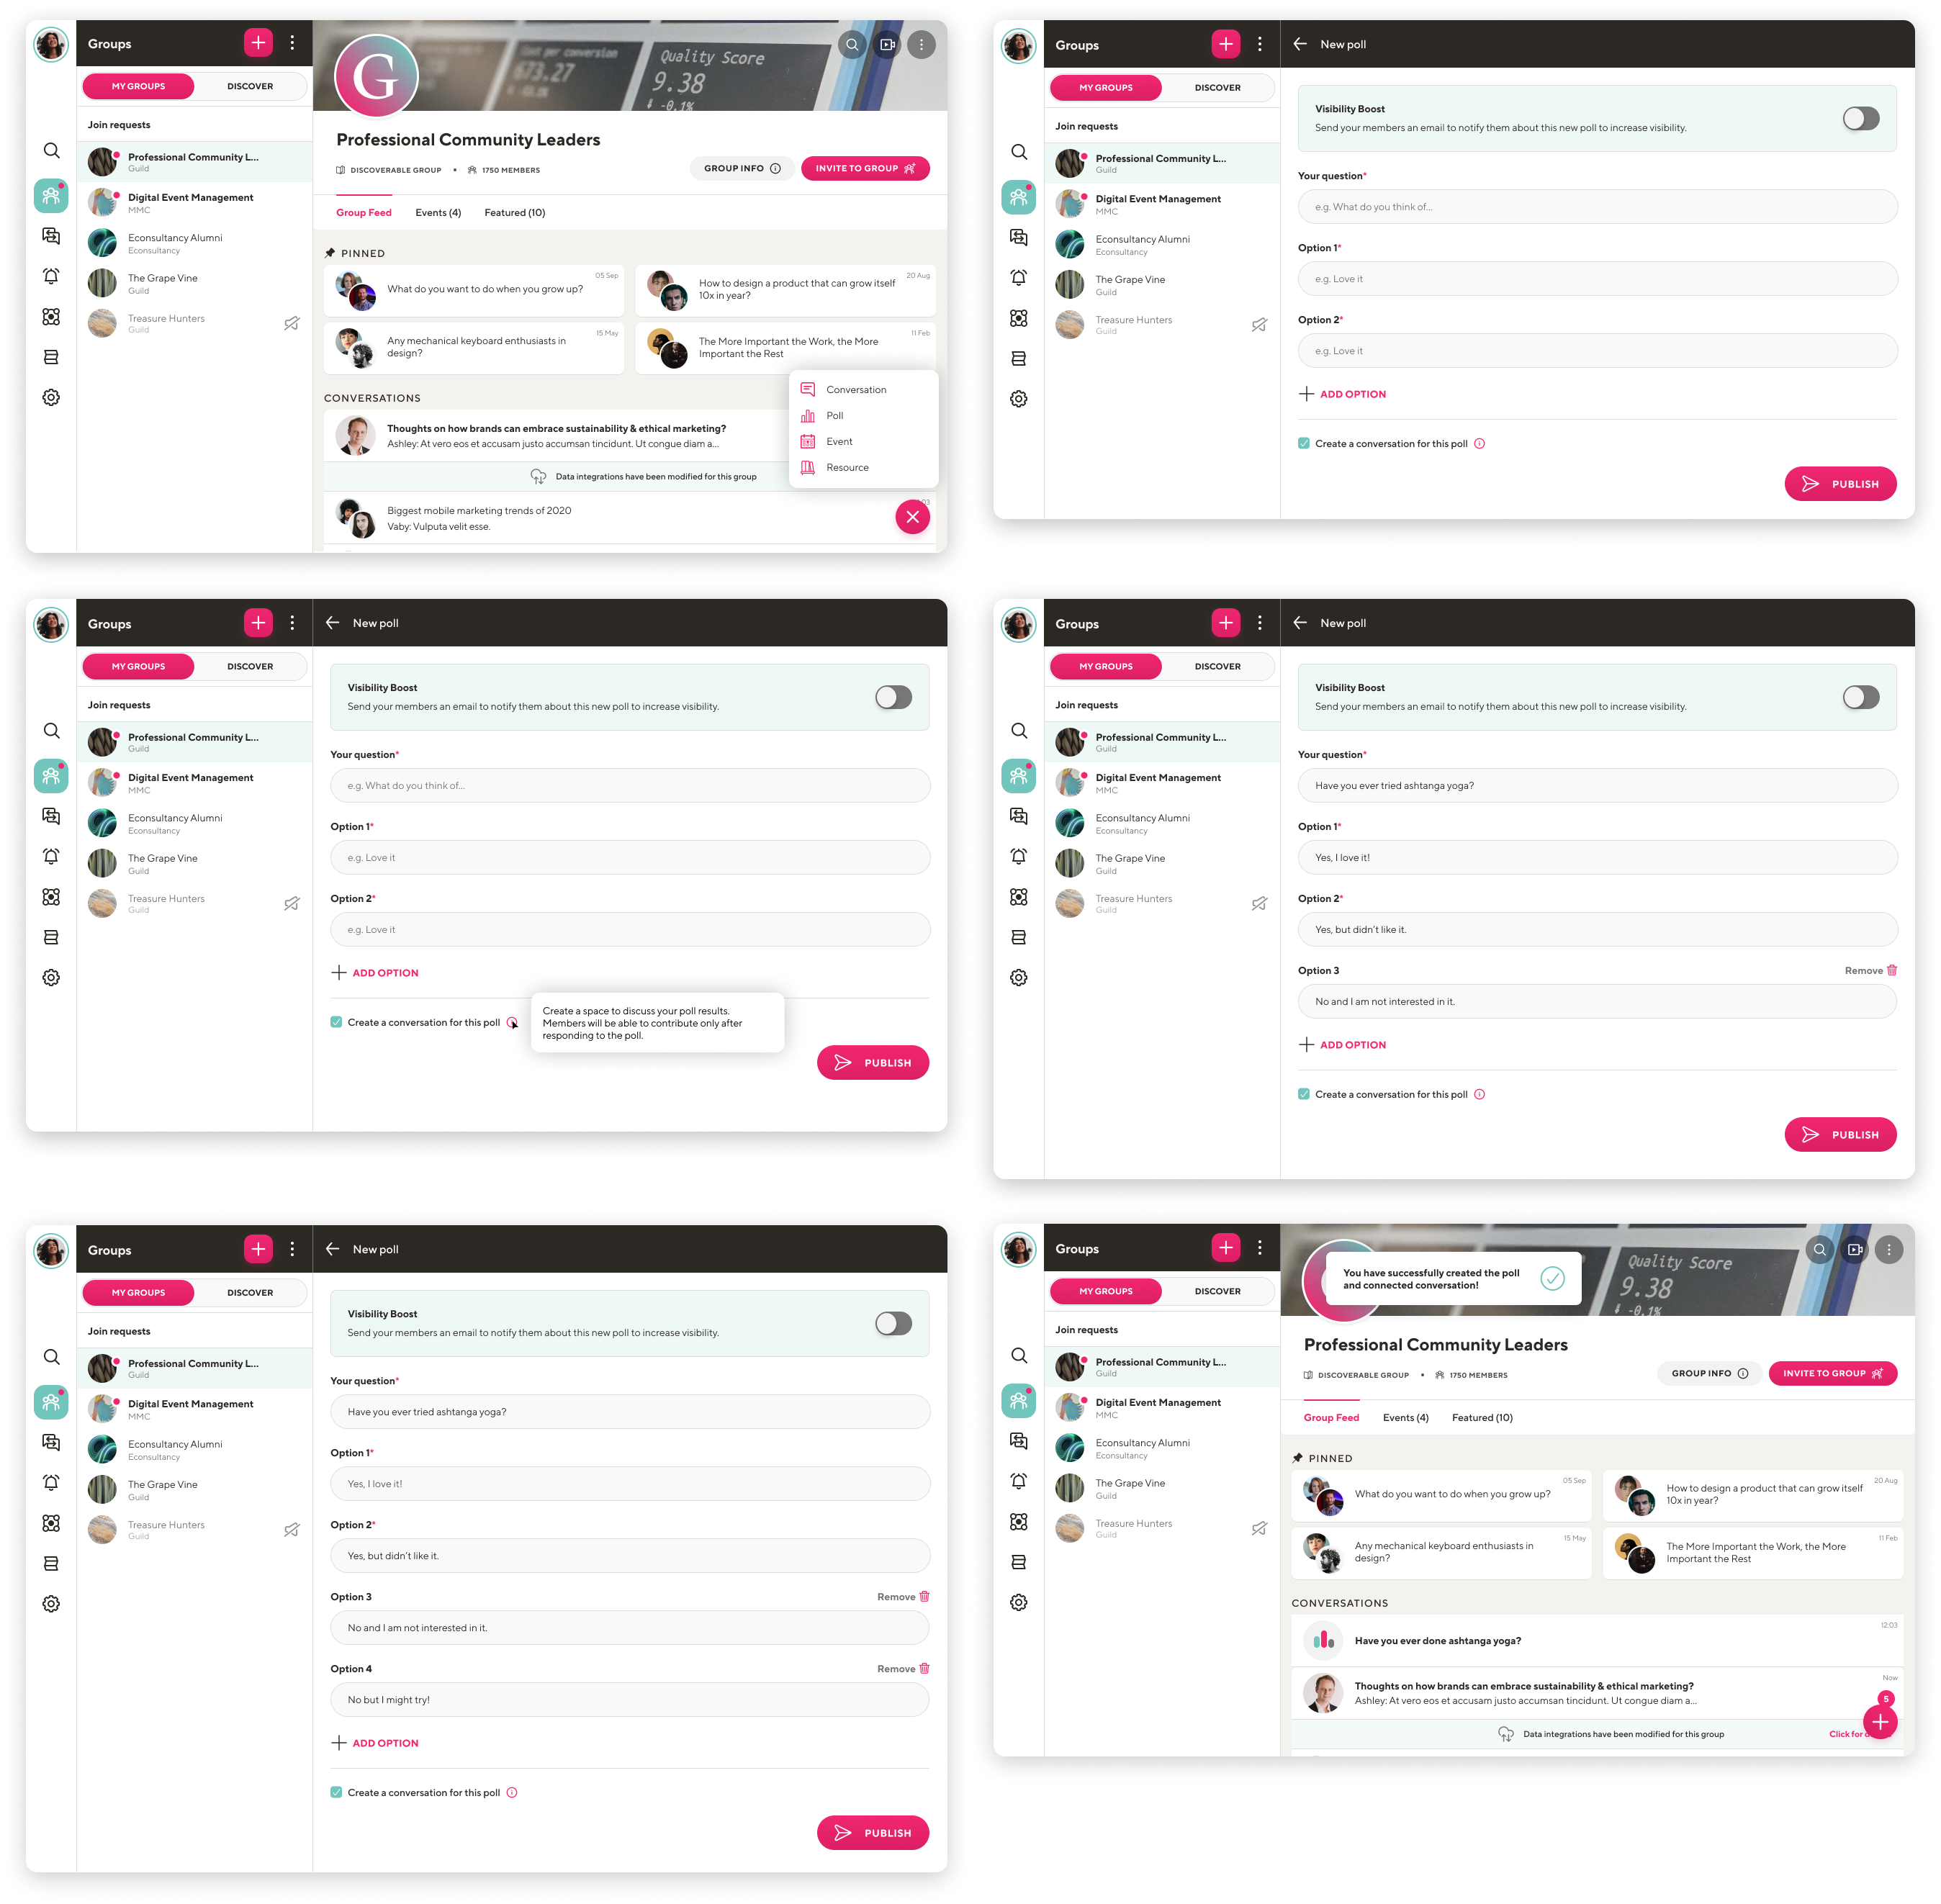 Groups
MY GROUPS
DISCOVER
Join requests
Professional Community L...
Guild
Digital Event Management
MMC
Econsultancy Alumni
Econsultancy
The Grape Vine
Guild
Treasure Hunters
Guild
Cost per conversion
673.27
Quality Score
9.38
-0.1%
G
Professional Community Leaders
DISCOVERABLE GROUP • 1750 MEMBERS
GROUP INFO
INVITE TO GROUP
Group Feed
Events (4)
Featured (10)
PINNED
05 Sep
What do you want to do when you grow up?
20 Aug
How to design a product that can grow itself
10x in year?
15 May
Any mechanical keyboard enthusiasts in
design?
11 Feb
The More Important the Work, the More
Important the Rest
Conversation
Poll
Event
Resource
CONVERSATIONS
Thoughts on how brands can embrace sustainability & ethical marketing?
Ashley: At vero eos et accusam justo accumsan tincidunt. Ut congue diam a...
Data integrations have been modified for this group
Biggest mobile marketing trends of 2020
Vaby: Vulputa velit esse.
:03
Groups
MY GROUPS
DISCOVER
Join requests
Professional Community L...
Guild
Digital Event Management
MMC
Econsultancy Alumni
Econsultancy
The Grape Vine
Guild
Treasure Hunters
Guild
New poll
Visibility Boost
Send your members an email to notify them about this new poll to increase visibility.
Your question*
e.g. What do you think of...
Option 1*
e.g. Love it
Option 2*
e.g. Love it
ADD OPTION
Create a conversation for this poll
PUBLISH
Groups
MY GROUPS
DISCOVER
Join requests
Professional Community L...
Guild
Digital Event Management
MMC
Econsultancy Alumni
Econsultancy
The Grape Vine
Guild
Treasure Hunters
Guild
New poll
Visibility Boost
Send your members an email to notify them about this new poll to increase visibility.
Your question*
e.g. What do you think of...
Option 1*
e.g. Love it
Option 2*
e.g. Love it
ADD OPTION
Create a conversation for this poll
Create a space to discuss your poll results.
Members will be able to contribute only after
responding to the poll.
PUBLISH
Groups
MY GROUPS
DISCOVER
Join requests
Professional Community L...
Guild
Digital Event Management
MMC
Econsultancy Alumni
Econsultancy
The Grape Vine
Guild
Treasure Hunters
Guild
New poll
Visibility Boost
Send your members an email to notify them about this new poll to increase visibility.
Your question*
Have you ever tried ashtanga yoga?
Option 1*
Yes, I love it!
Option 2*
Yes, but didn't like it.
Option 3
Remove
No and I am not interested in it.
ADD OPTION
Create a conversation for this poll
PUBLISH
Groups
MY GROUPS
DISCOVER
Join requests
Professional Community L...
Guild
Digital Event Management
MMC
Econsultancy Alumni
Econsultancy
The Grape Vine
Guild
Treasure Hunters
Guild
New poll
Visibility Boost
Send your members an email to notify them about this new poll to increase visibility.
Your question*
Have you ever tried ashtanga yoga?
Option 1*
Yes, I love it!
Option 2*
Yes, but didn't like it.
Option 3
Remove
No and I am not interested in it.
Option 4
Remove
No but I might try!
ADD OPTION
Create a conversation for this poll
PUBLISH
Groups
MY GROUPS
DISCOVER
Join requests
Professional Community L...
Guild
Digital Event Management
MMC
Econsultancy Alumni
Econsultancy
The Grape Vine
Guild
Treasure Hunters
Guild
You have successfully created the poll
and connected conversation!
Quality Score
9.38
-0.1%
Professional Community Leaders
DISCOVERABLE GROUP • 1750 MEMBERS
GROUP INFO
INVITE TO GROUP
Group Feed
Events (4)
Featured (10)
PINNED
05 Sep
What do you want to do when you grow up?
20 Aug
How to design a product that can grow itself
10x in year?
15 May
Any mechanical keyboard enthusiasts in
design?
11 Feb
The More Important the Work, the More
Important the Rest
CONVERSATIONS
12:03
Have you ever done ashtanga yoga?
Now
Thoughts on how brands can embrace sustainability & ethical marketing?
Ashley: At vero eos et accusam justo accumsan tincidunt. Ut congue diam a...
5
Data integrations have been modified for this group
Click for